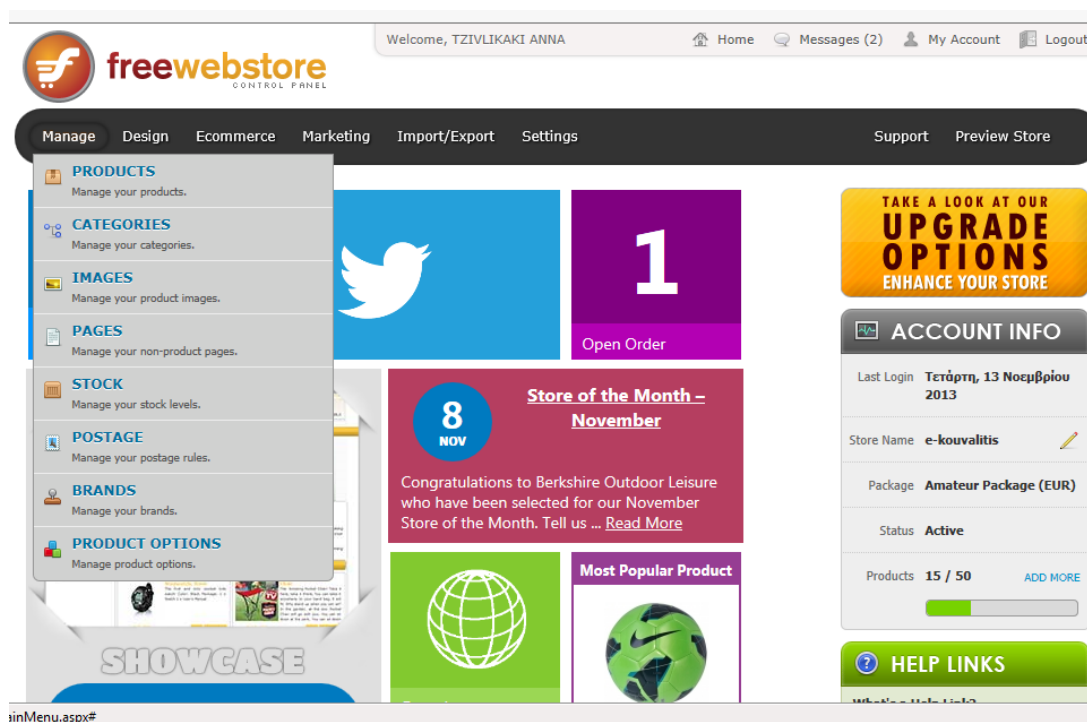 Welcome, TZIVLIKAKI ANNA
Home
Messages (2)
My Account
Logout
freewebstore
CONTROL PANEL
Manage
Design
Ecommerce
Marketing
Import/Export
Settings
Support
Preview Store
PRODUCTS
Manage your products.
CATEGORIES
Manage your categories.
IMAGES
Manage your product images.
PAGES
Manage your non-product pages.
STOCK
Manage your stock levels.
POSTAGE
Manage your postage rules.
BRANDS
Manage your brands.
PRODUCT OPTIONS
Manage product options.
SHOWCASE
1
Open Order
8
NOV
Store of the Month –
November
Congratulations to Berkshire Outdoor Leisure
who have been selected for our November
Store of the Month. Tell us ... Read More
Most Popular Product
TAKE A LOOK AT OUR
UPGRADE
OPTIONS
ENHANCE YOUR STORE
ACCOUNT INFO
Last Login Τετάρτη, 13 Νοεμβρίου
2013
Store Name e-kouvalitis
Package Amateur Package (EUR)
Status Active
Products 15 / 50 ADD MORE
HELP LINKS
What's a Help Link?
ainMenu.aspx#